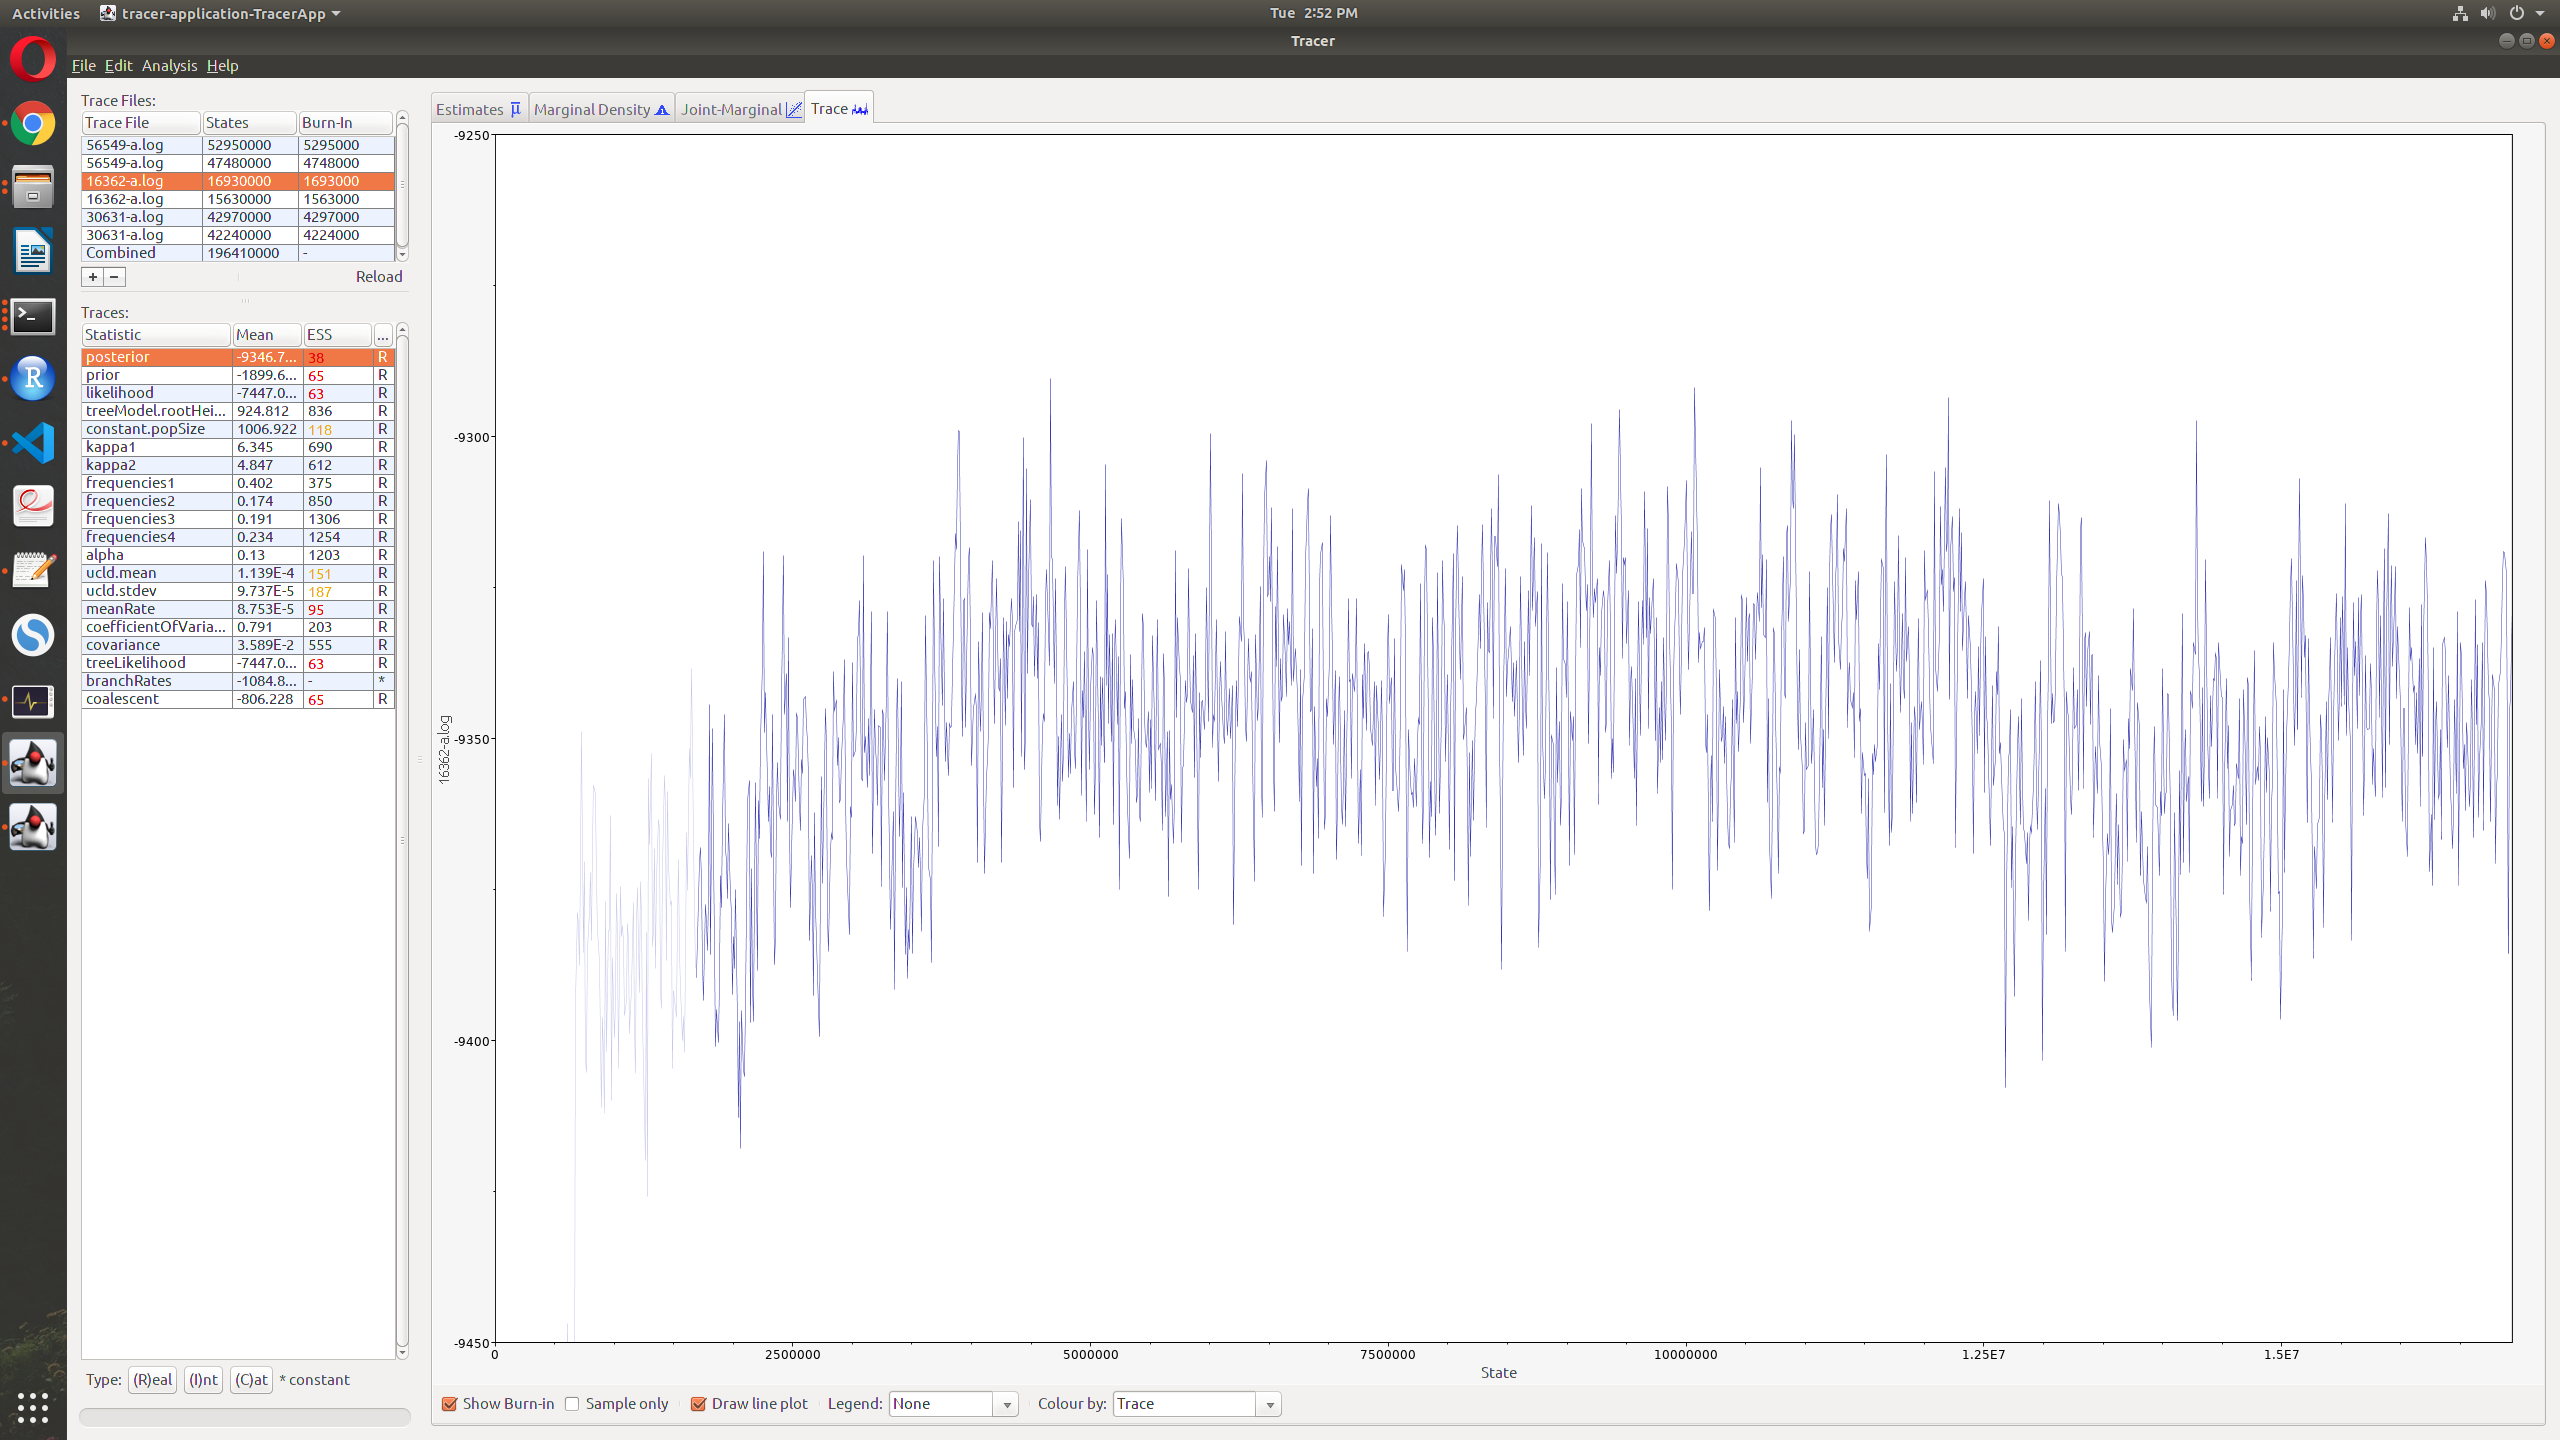 Activities tracer-application-TracerApp Tue 2:52 PM
Tracer
File Edit Analysis Help
Trace Files:
Trace File States Burn-In
56549-a.log 52950000 5295000
56549-a.log 47480000 4748000
16362-a.log 16930000 1693000
16362-a.log 15630000 1563000
30631-a.log 42970000 4297000
30631-a.log 42240000 4224000
Combined 196410000 -
+ − Reload
Traces:
Statistic Mean ESS ...
posterior -9346.7... 38 R
prior -1899.6... 65 R
likelihood -7447.0... 63 R
treeModel.rootHei... 924.812 836 R
constant.popSize 1006.922 118 R
kappa1 6.345 690 R
kappa2 4.847 612 R
frequencies1 0.402 375 R
frequencies2 0.174 850 R
frequencies3 0.191 1306 R
frequencies4 0.234 1254 R
alpha 0.13 1203 R
ucld.mean 1.139E-4 151 R
ucld.stdev 9.737E-5 187 R
meanRate 8.753E-5 95 R
coefficientOfVaria... 0.791 203 R
covariance 3.589E-2 555 R
treeLikelihood -7447.0... 63 R
branchRates -1084.8... - *
coalescent -806.228 65 R
Type: (R)eal (I)nt (C)at * constant
Estimates μ Marginal Density Joint-Marginal Trace
-9250
-9300
-9350
-9400
-9450
16362-a.log
0 2500000 5000000 7500000 10000000 1.25E7 1.5E7
State
Show Burn-in Sample only Draw line plot Legend: None Colour by: Trace